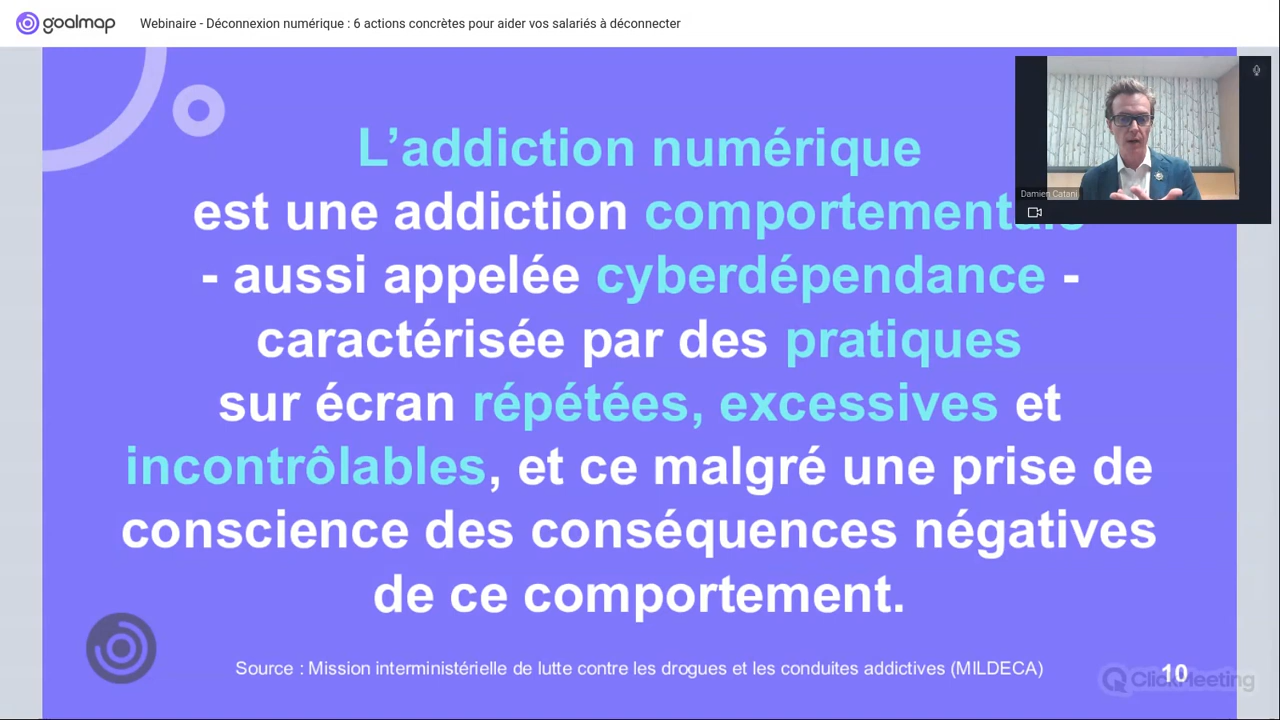 goalmap
Webinaire - Déconnexion numérique : 6 actions concrètes pour aider vos salariés à déconnecter
L’addiction numérique
est une addiction comportementale
- aussi appelée cyberdépendance -
caractérisée par des pratiques
sur écran répétées, excessives et
incontrôlables, et ce malgré une prise de
conscience des conséquences négatives
de ce comportement.
Source : Mission interministérielle de lutte contre les drogues et les conduites addictives (MILDECA)
10
ClickMeeting
Damien Catani